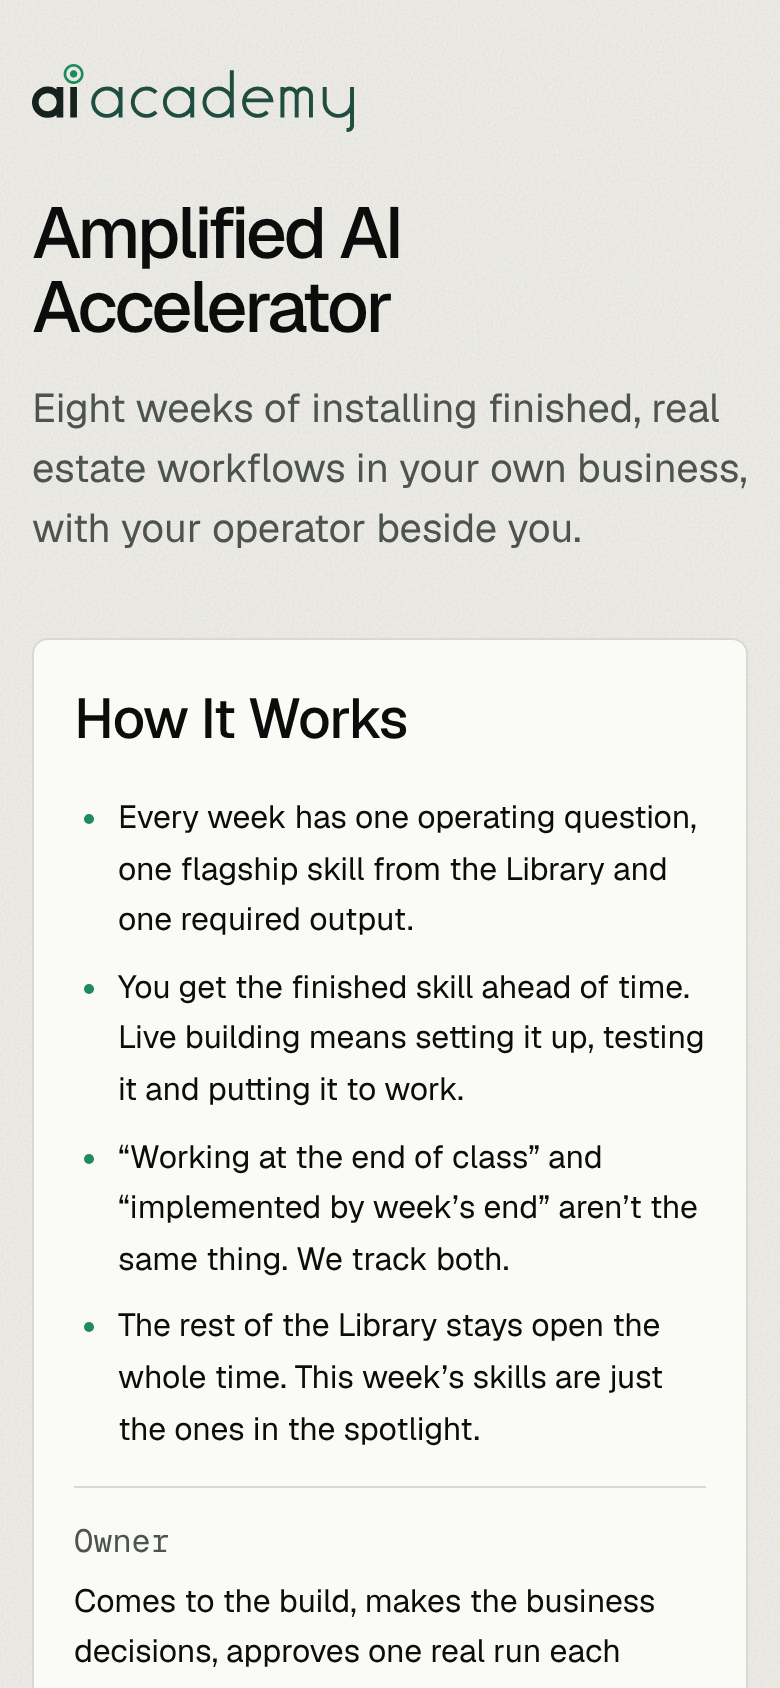 ai academy
Amplified AI
Accelerator
Eight weeks of installing finished, real
estate workflows in your own business,
with your operator beside you.
How It Works
• Every week has one operating question,
one flagship skill from the Library and
one required output.
• You get the finished skill ahead of time.
Live building means setting it up, testing
it and putting it to work.
• “Working at the end of class” and
“implemented by week’s end” aren’t the
same thing. We track both.
• The rest of the Library stays open the
whole time. This week’s skills are just
the ones in the spotlight.
Owner
Comes to the build, makes the business
decisions, approves one real run each